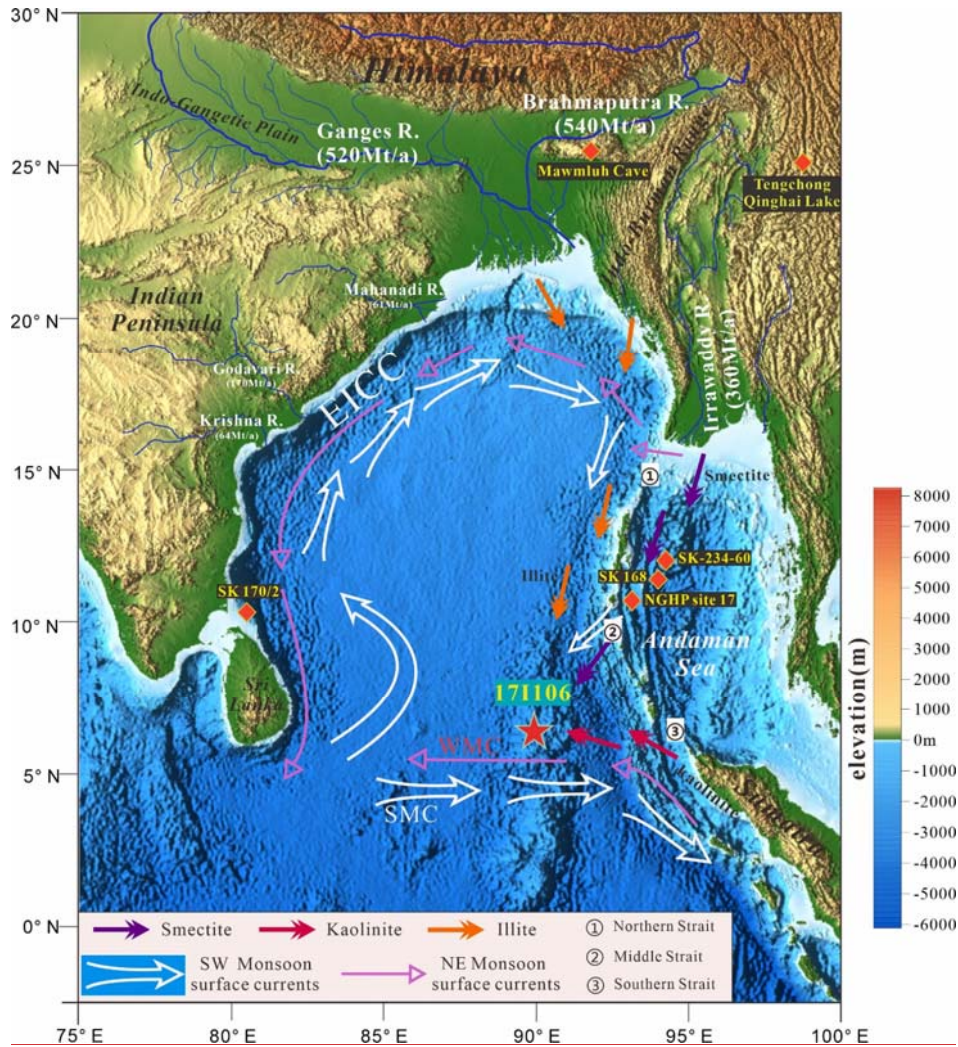 30° N
Himalaya
Brahmaputra R.
(540Mt/a)
Indo-Gangetic Plain
Ganges R.
(520Mt/a)
25° N
Mawmluh Cave
Tengchong
Qinghai Lake
Indian
Peninsula
Mahanadi R.
(61Mt/a)
20° N
Godavari R.
(170Mt/a)
EICC
Irrawaddy R.
(360Mt/a)
Krishna R.
(64Mt/a)
15° N
①
Smectite
SK-234-60
SK 168
NGHP site 17
Illite
SK 170/2
10° N
②
Andaman
Sea
Sri
Lanka
17I106
③
WMC
5° N
Kaolinite
SMC
0° N
Smectite
Kaolinite
Illite
① Northern Strait
② Middle Strait
③ Southern Strait
SW Monsoon
surface currents
NE Monsoon
surface currents
75° E
80° E
85° E
90° E
95° E
100° E
elevation(m)
8000
7000
6000
5000
4000
3000
2000
1000
0m
-1000
-2000
-3000
-4000
-5000
-6000